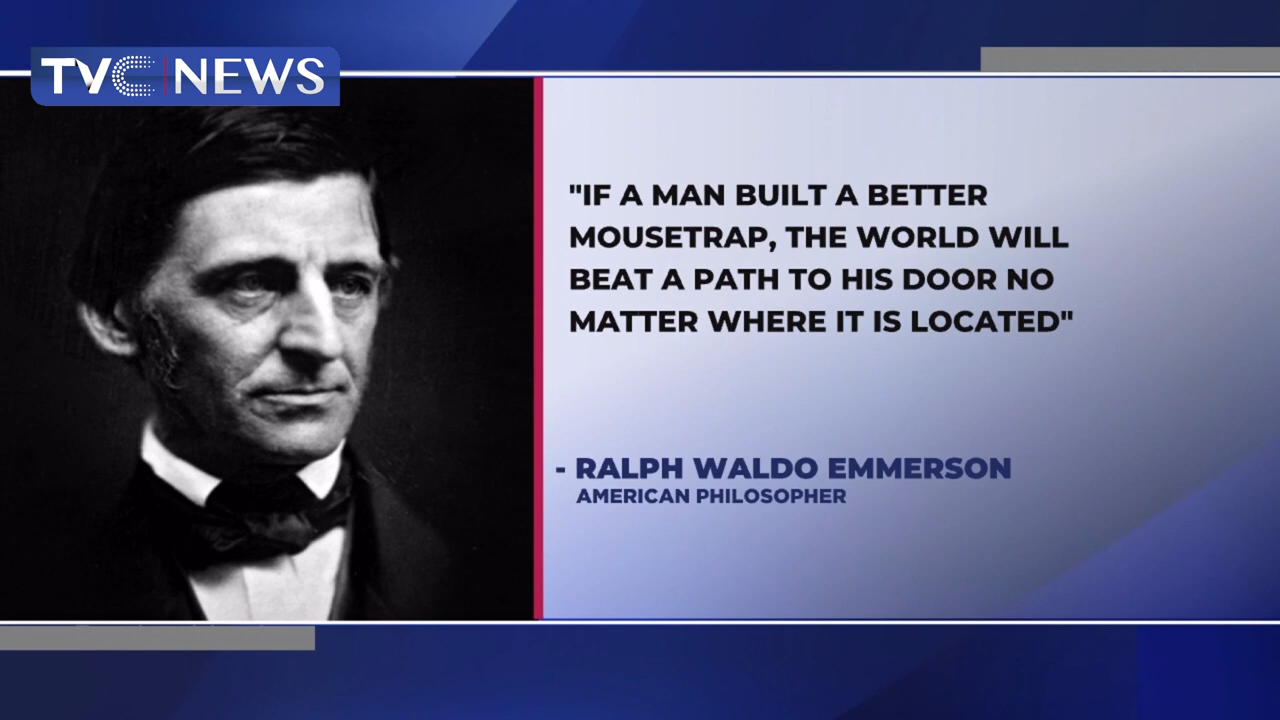 TVC NEWS
"IF A MAN BUILT A BETTER
MOUSETRAP, THE WORLD WILL
BEAT A PATH TO HIS DOOR NO
MATTER WHERE IT IS LOCATED"
- RALPH WALDO EMMERSON
AMERICAN PHILOSOPHER